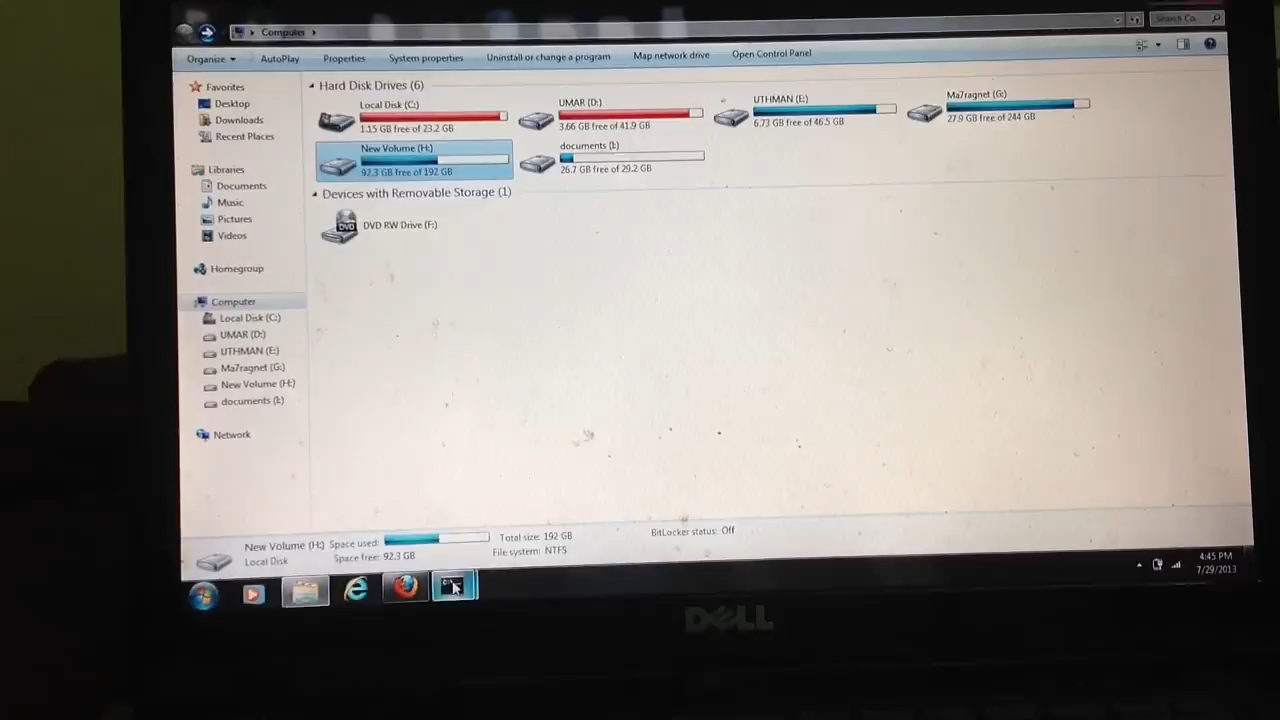 Computer
Search Co
Organize
AutoPlay
Properties
System properties
Uninstall or change a program
Map network drive
Open Control Panel
Favorites
Desktop
Downloads
Recent Places
Libraries
Documents
Music
Pictures
Videos
Homegroup
Computer
Local Disk (C:)
UMAR (D:)
UTHMAN (E:)
Ma7ragnet (G:)
New Volume (H:)
documents (I:)
Network
Hard Disk Drives (6)
Local Disk (C:)
1.15 GB free of 23.2 GB
UMAR (D:)
3.66 GB free of 41.9 GB
UTHMAN (E:)
6.73 GB free of 46.5 GB
Ma7ragnet (G:)
27.9 GB free of 244 GB
New Volume (H:)
92.3 GB free of 192 GB
documents (I:)
26.7 GB free of 29.2 GB
Devices with Removable Storage (1)
DVD
DVD RW Drive (F:)
New Volume (H:) Space used:
Total size: 192 GB
BitLocker status: Off
Local Disk
Space free: 92.3 GB
File system: NTFS
4:45 PM
7/29/2013
DELL